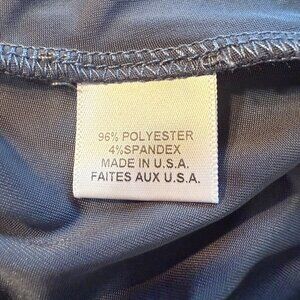 96% POLYESTER
4%SPANDEX
MADE IN U.S.A.
FAITES AUX U.S.A.